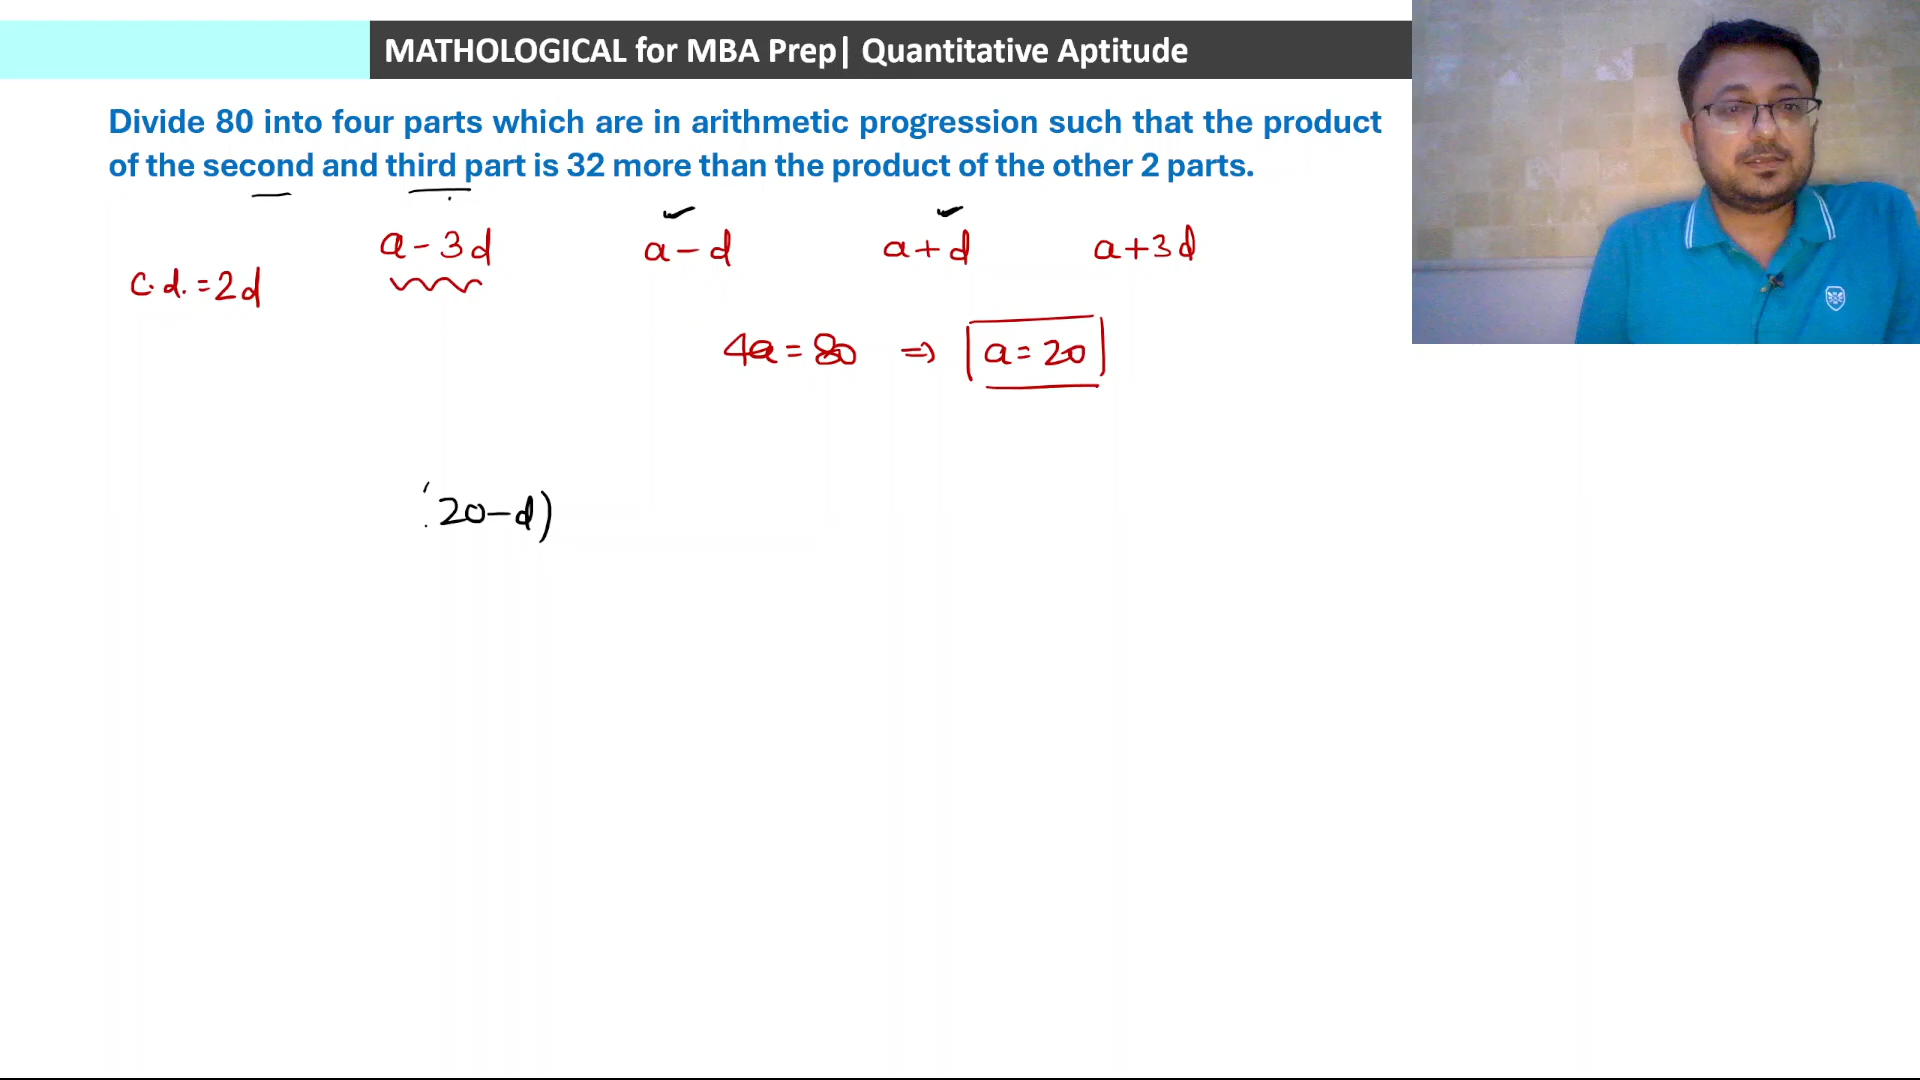 MATHOLOGICAL for MBA Prep| Quantitative Aptitude
Divide 80 into four parts which are in arithmetic progression such that the product
of the second and third part is 32 more than the product of the other 2 parts.
a - 3d a - d a + d a + 3d
c. d. = 2d
4a = 80 ⇒ a = 20
(20 - d)